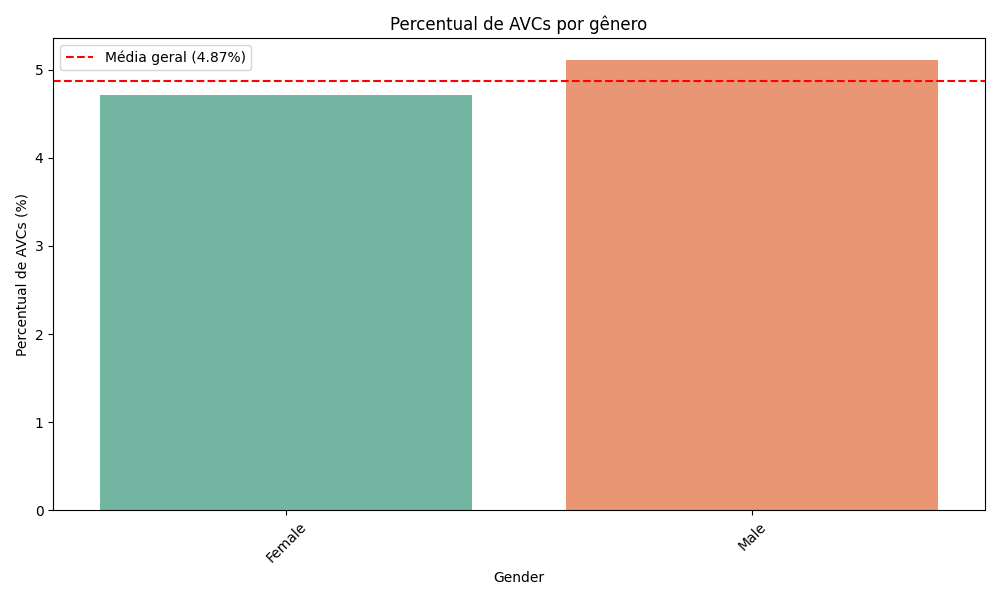 Percentual de AVCs por gênero
Média geral (4.87%)
Percentual de AVCs (%)
5
4
3
2
1
0
Female
Male
Gender